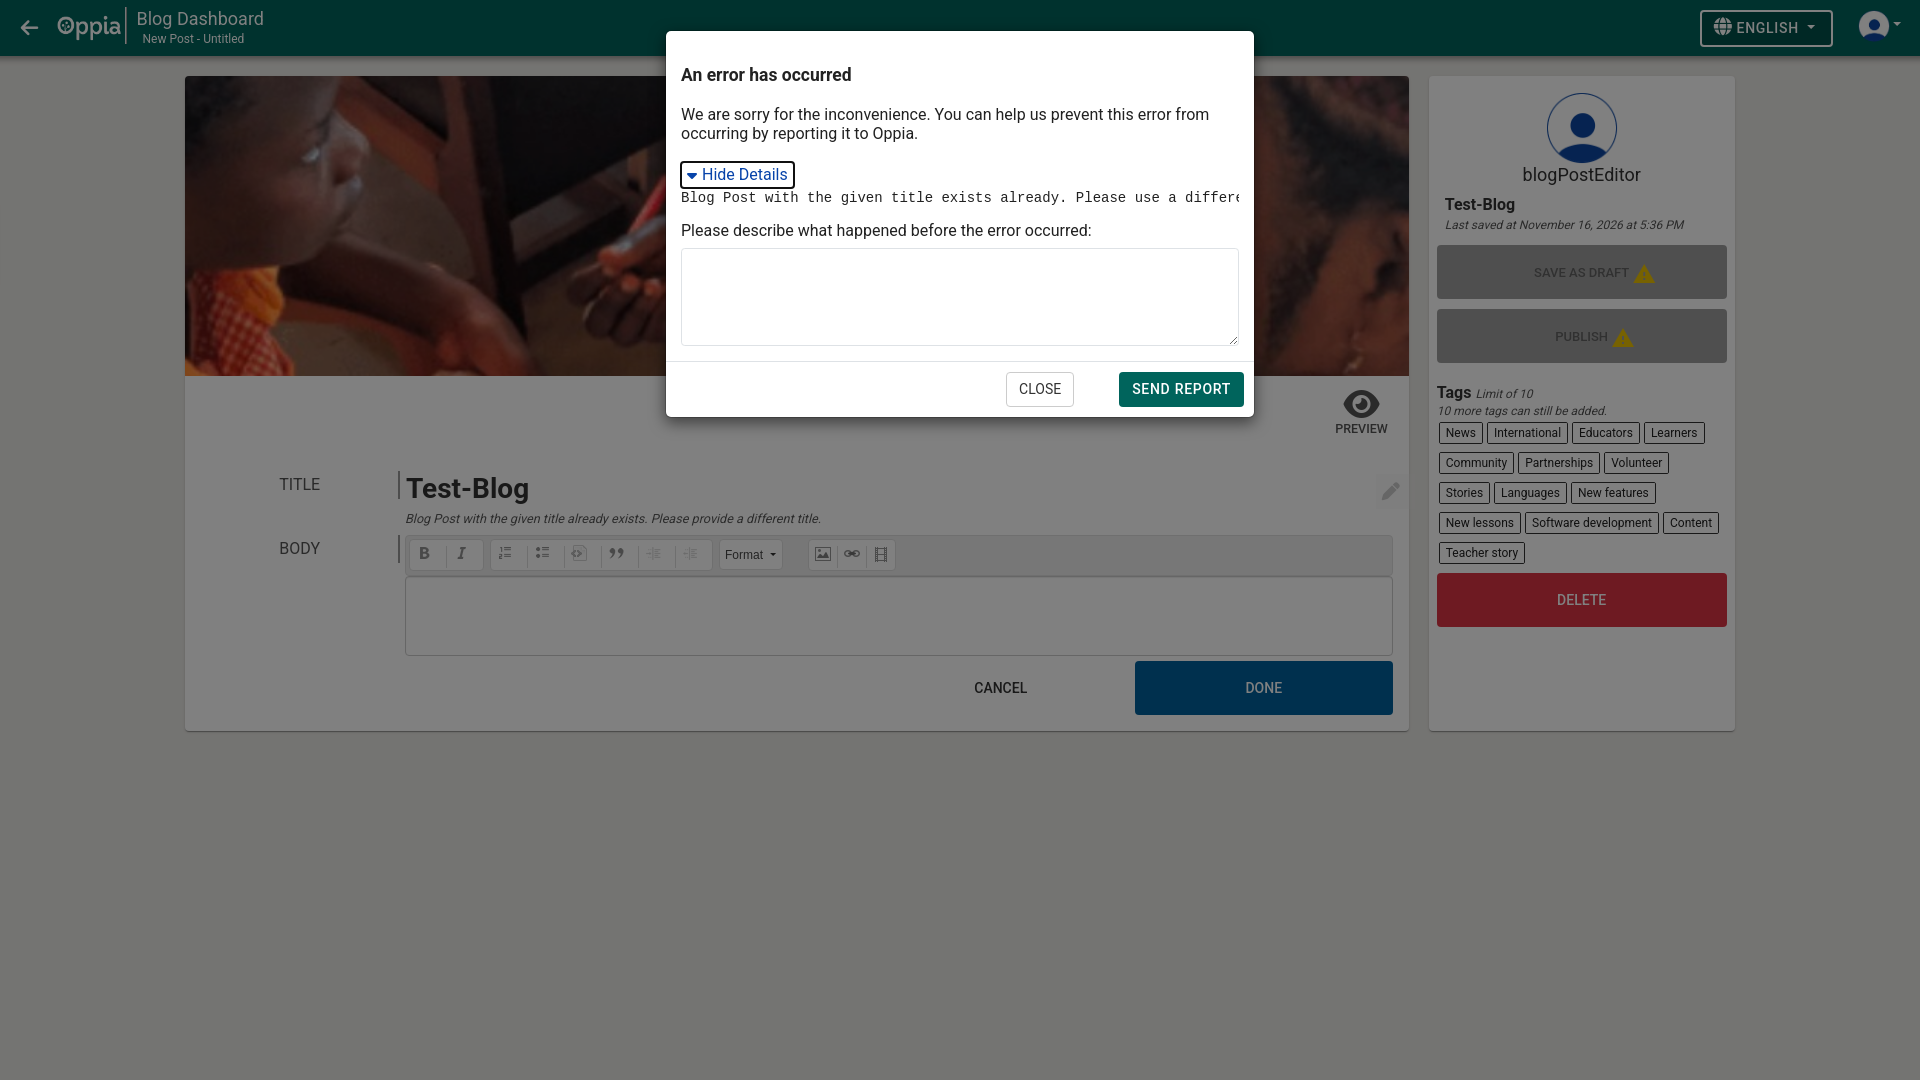 Oppia
Blog Dashboard
New Post - Untitled
ENGLISH
An error has occurred
We are sorry for the inconvenience. You can help us prevent this error from
occurring by reporting it to Oppia.
Hide Details
Blog Post with the given title exists already. Please use a differe
Please describe what happened before the error occurred:
CLOSE
SEND REPORT
PREVIEW
TITLE
Test-Blog
Blog Post with the given title already exists. Please provide a different title.
BODY
Format
CANCEL
DONE
blogPostEditor
Test-Blog
Last saved at November 16, 2026 at 5:36 PM
SAVE AS DRAFT
PUBLISH
Tags Limit of 10
10 more tags can still be added.
News International Educators Learners
Community Partnerships Volunteer
Stories Languages New features
New lessons Software development Content
Teacher story
DELETE